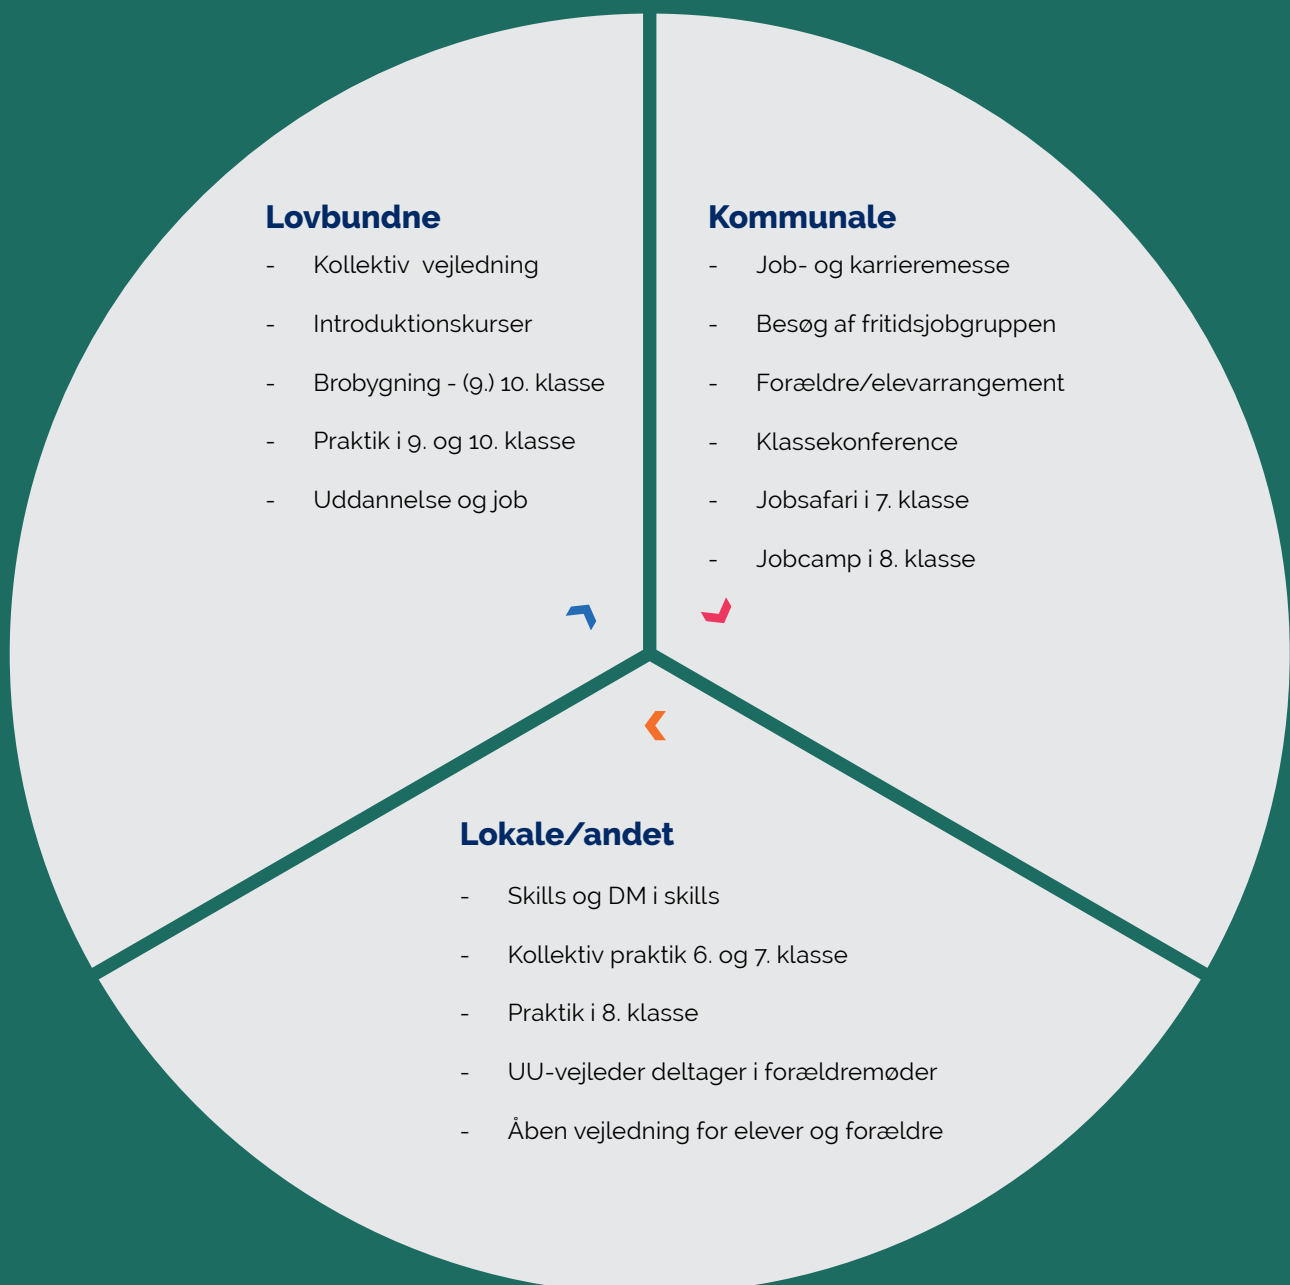 Lovbundne
- Kollektiv vejledning
- Introduktionskurser
- Brobygning - (9.) 10. klasse
- Praktik i 9. og 10. klasse
- Uddannelse og job
Kommunale
- Job- og karrieremesse
- Besøg af fritidsjobgruppen
- Forældre/elevarrangement
- Klassekonference
- Jobsafari i 7. klasse
- Jobcamp i 8. klasse
Lokale/andet
- Skills og DM i skills
- Kollektiv praktik 6. og 7. klasse
- Praktik i 8. klasse
- UU-vejleder deltager i forældremøder
- Åben vejledning for elever og forældre